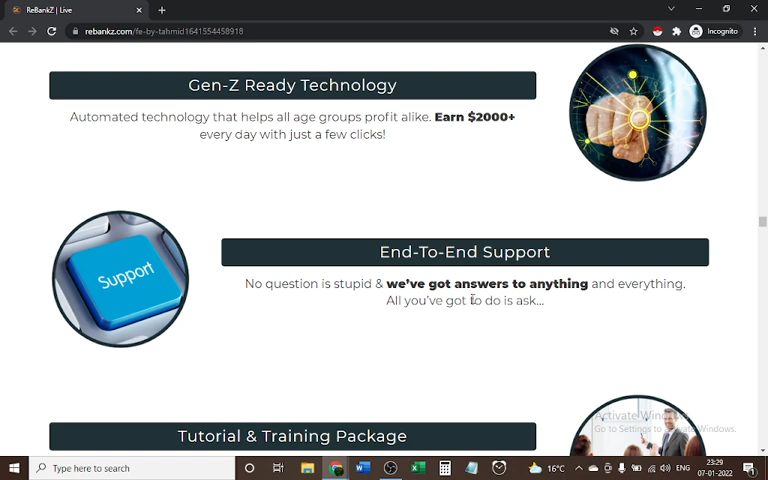 ReBankZ | Live
rebankz.com/fe-by-tahmid1641554458918
Incognito
Gen-Z Ready Technology
Automated technology that helps all age groups profit alike. Earn $2000+
every day with just a few clicks!
Support
End-To-End Support
No question is stupid & we've got answers to anything and everything.
All you've got to do is ask...
Tutorial & Training Package
Activate Windows
Go to Settings to activate Windows.
Type here to search
16°C
ENG
23:29
07-01-2022